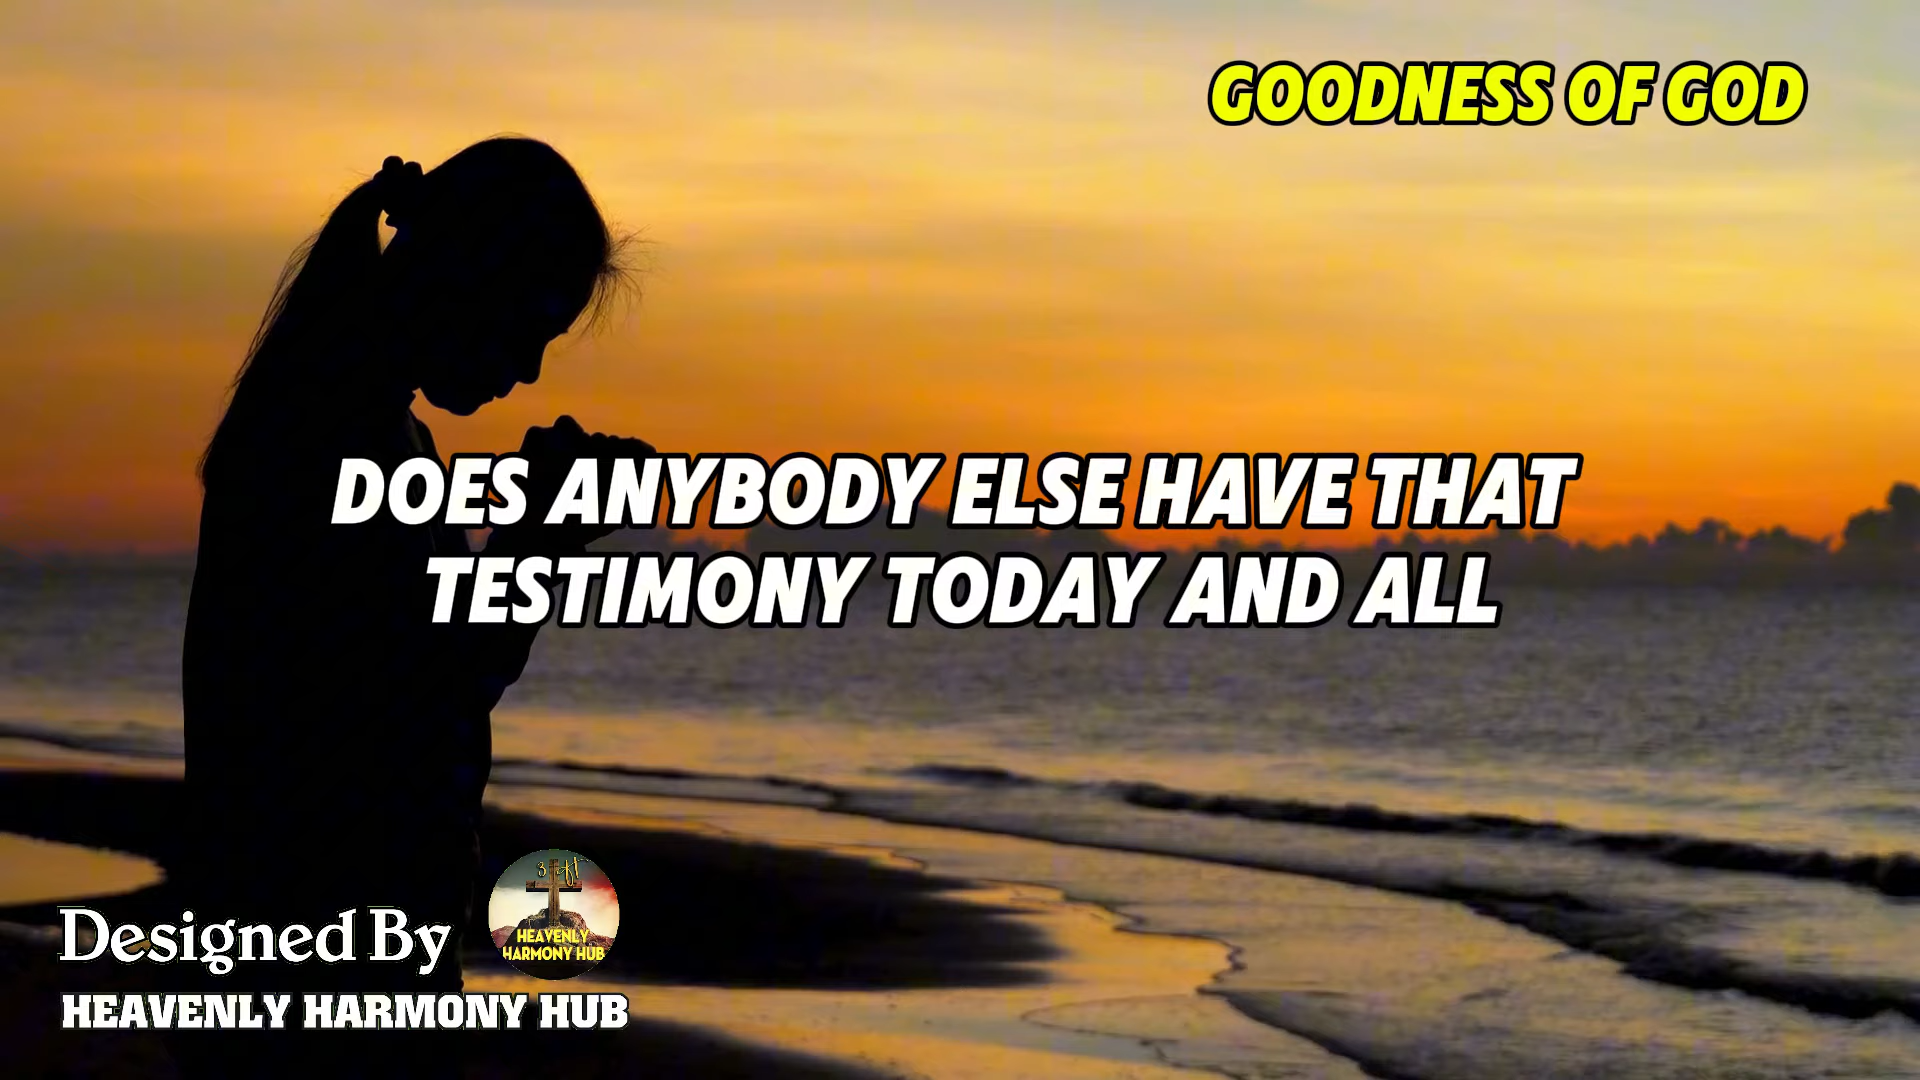 GOODNESS OF GOD
DOES ANYBODY ELSE HAVE THAT
TESTIMONY TODAY AND ALL
Designed By
HEAVENLY
HARMONY HUB
HEAVENLY HARMONY HUB